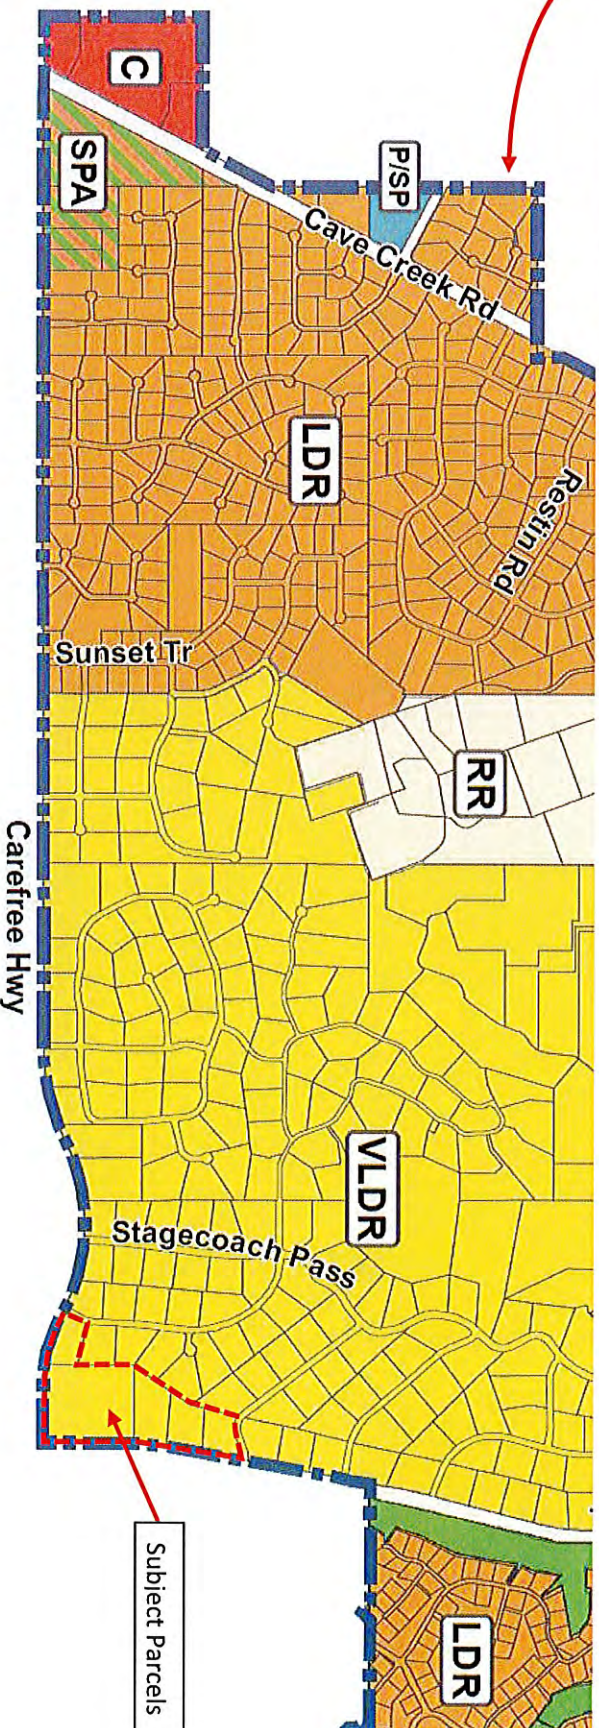 C
SPA
P/SP
Cave Creek Rd
LDR
Restin Rd
Sunset Tr
RR
Carefree Hwy
VLDR
Stagecoach Pass
Subject Parcels
LDR